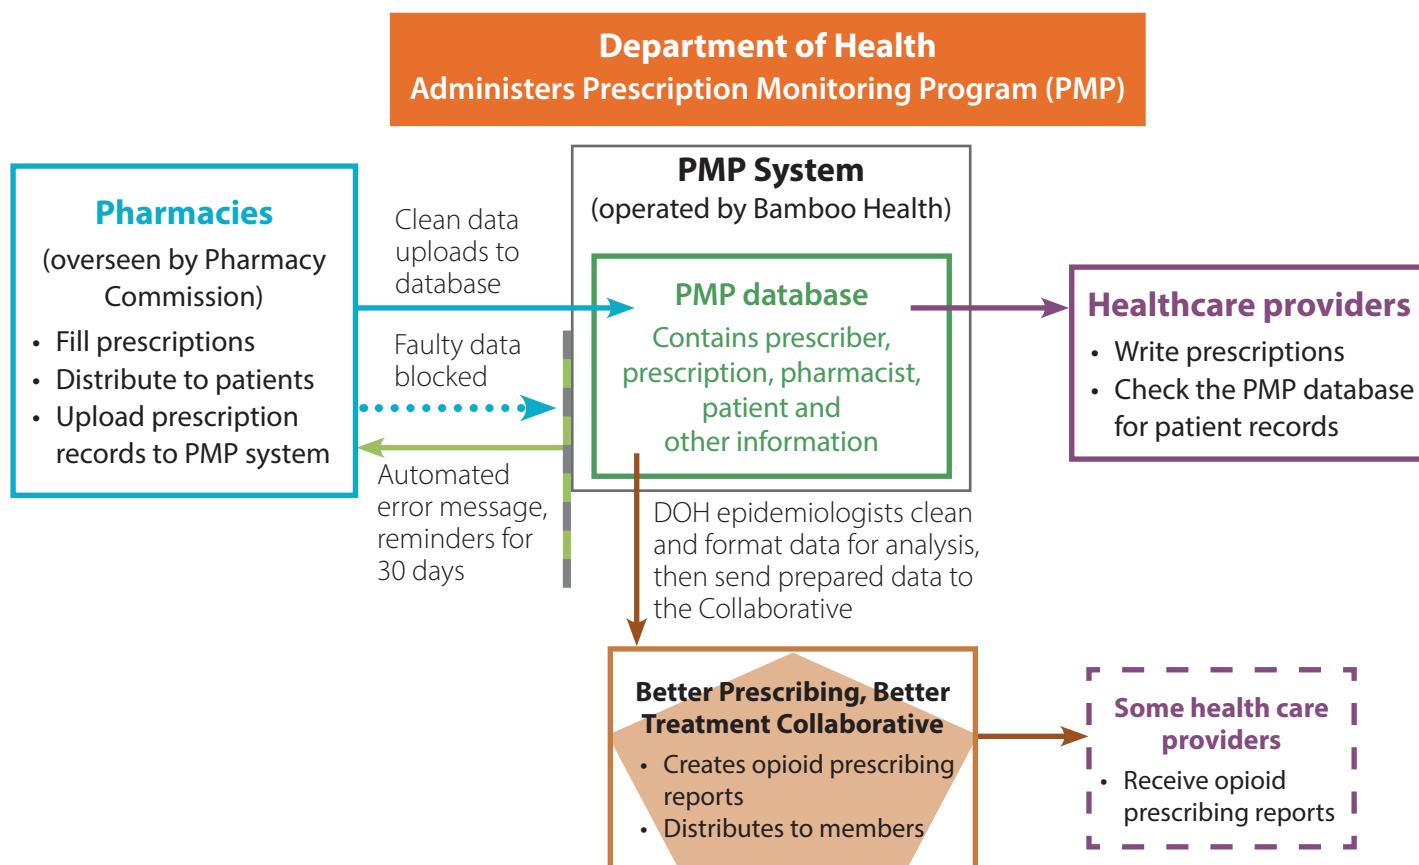 Department of Health
Administers Prescription Monitoring Program (PMP)
Pharmacies
(overseen by Pharmacy
Commission)
• Fill prescriptions
• Distribute to patients
• Upload prescription
records to PMP system
Clean data
uploads to
database
Faulty data
blocked
Automated
error message,
reminders for
30 days
PMP System
(operated by Bamboo Health)
PMP database
Contains prescriber,
prescription, pharmacist,
patient and
other information
Healthcare providers
• Write prescriptions
• Check the PMP database
for patient records
DOH epidemiologists clean
and format data for analysis,
then send prepared data to
the Collaborative
Better Prescribing, Better
Treatment Collaborative
• Creates opioid prescribing
reports
• Distributes to members
Some health care
providers
• Receive opioid
prescribing reports